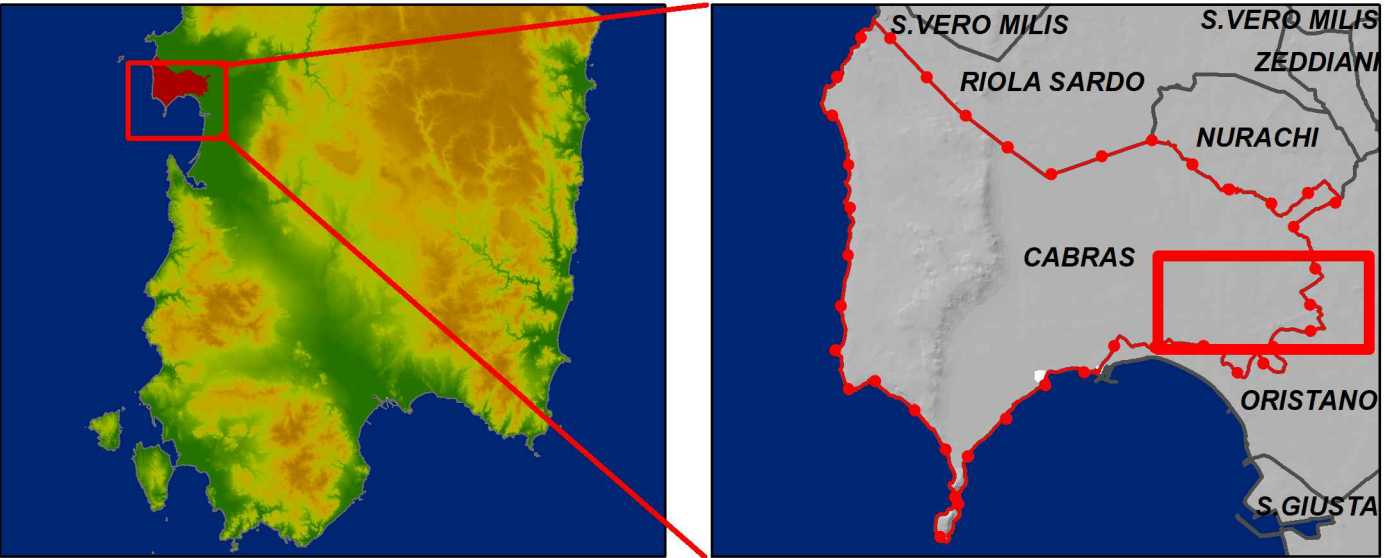 S.VERO MILIS
S.VERO MILIS
ZEDDIANI
RIOLA SARDO
NURACHI
CABRAS
ORISTANO
S.GIUSTA